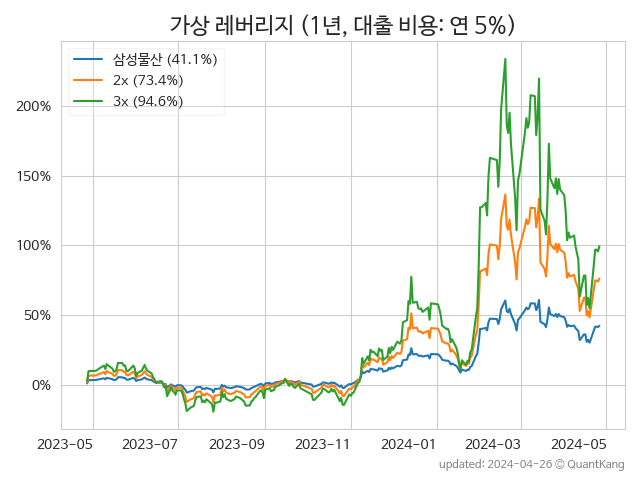 가상 레버리지 (1년, 대출 비용: 연 5%)
삼성물산 (41.1%)
2x (73.4%)
3x (94.6%)
200%
150%
100%
50%
0%
2023-05 2023-07 2023-09 2023-11 2024-01 2024-03 2024-05
updated: 2024-04-26 © QuantKang